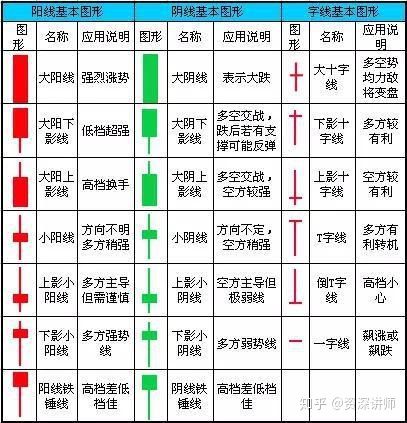 阳线基本图形 阴线基本图形 字线基本图形
图形 名称 应用说明 图形 名称 应用说明 图形 名称 应用说明
大阳线 强烈涨势 大阴线 表示大跌 大十字线 多空势均力敌将变盘
大阳下影线 低档超强 大阴下影线 多空交战,跌后若有支撑可能反弹 下影十字线 多方较有利
大阳上影线 高档换手 大阴上影线 多空交战,空方较强 上影十字线 空方较有利
小阳线 方向不明多方稍强 小阴线 方向不定,空方稍强 T字线 多方有利转机
上影小阳线 多方主导但需谨慎 上影小阴线 空方主导但极弱线 倒T字线 高档小心
下影小阳线 多方强势线 下影小阴线 多方弱势线 一字线 飙涨或飙跌
阳线铁锤线 高档差低档佳 阴线铁锤线 高档差低档佳
知乎 @资深讲师